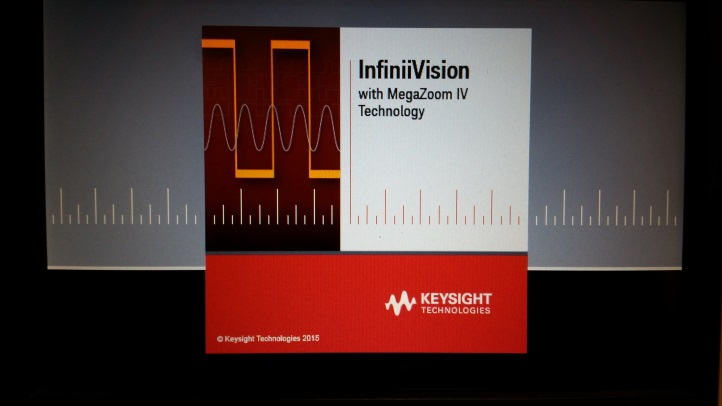 InfiniiVision
with MegaZoom IV
Technology
KEYSIGHT
TECHNOLOGIES
© Keysight Technologies 2015